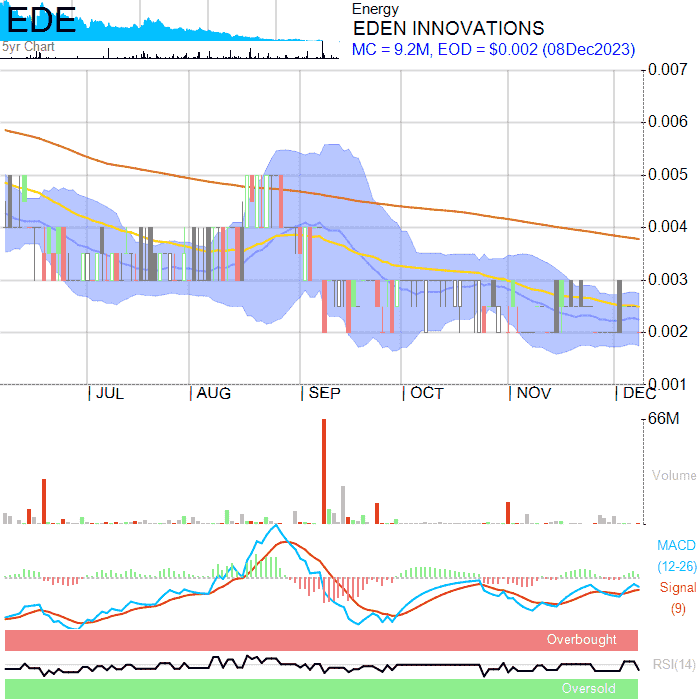 EDE
5yr Chart
Energy
EDEN INNOVATIONS
MC = 9.2M, EOD = $0.002 (08Dec2023)
0.007
0.006
0.005
0.004
0.003
0.002
0.001
JUL AUG SEP OCT NOV DEC
66M
Volume
MACD
(12-26)
Signal
(9)
Overbought
RSI(14)
Oversold